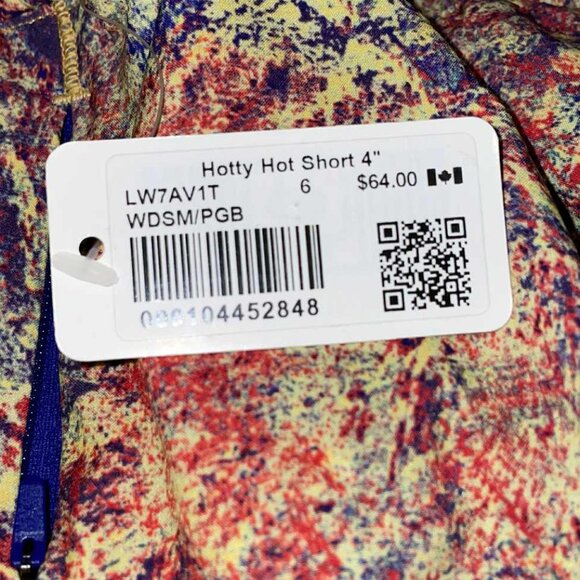 Hotty Hot Short 4"
LW7AV1T 6 $64.00
WDSM/PGB
000104452848